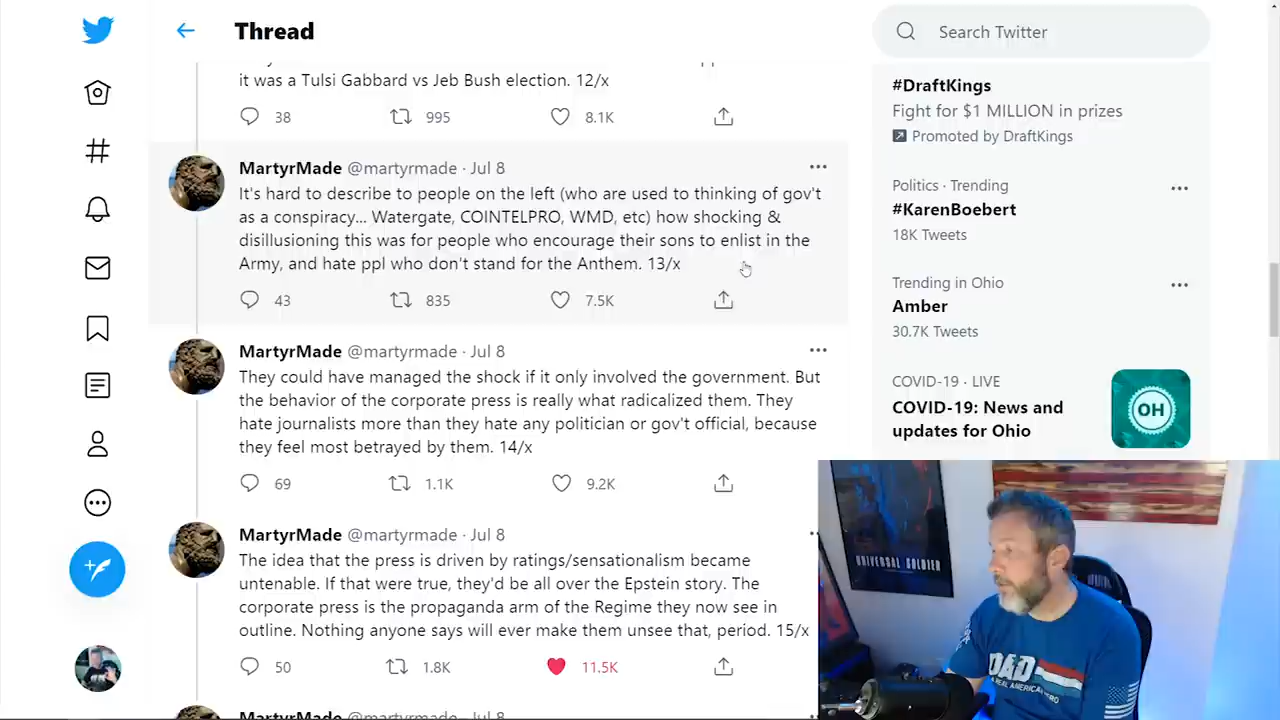 Thread
Search Twitter
it was a Tulsi Gabbard vs Jeb Bush election. 12/x
38 995 8.1K
MartyrMade @martyrmade · Jul 8
It's hard to describe to people on the left (who are used to thinking of gov't
as a conspiracy... Watergate, COINTELPRO, WMD, etc) how shocking &
disillusioning this was for people who encourage their sons to enlist in the
Army, and hate ppl who don't stand for the Anthem. 13/x
43 835 7.5K
MartyrMade @martyrmade · Jul 8
They could have managed the shock if it only involved the government. But
the behavior of the corporate press is really what radicalized them. They
hate journalists more than they hate any politician or gov't official, because
they feel most betrayed by them. 14/x
69 1.1K 9.2K
MartyrMade @martyrmade · Jul 8
The idea that the press is driven by ratings/sensationalism became
untenable. If that were true, they'd be all over the Epstein story. The
corporate press is the propaganda arm of the Regime they now see in
outline. Nothing anyone says will ever make them unsee that, period. 15/x
50 1.8K 11.5K
MartyrMade @martyrmade · Jul 8
#DraftKings
Fight for $1 MILLION in prizes
Promoted by DraftKings
Politics · Trending
#KarenBoebert
18K Tweets
Trending in Ohio
Amber
30.7K Tweets
COVID-19 · LIVE
COVID-19: News and
updates for Ohio
OH
UNIVERSAL SOLDIER
DAD
A REAL AMERICAN HERO